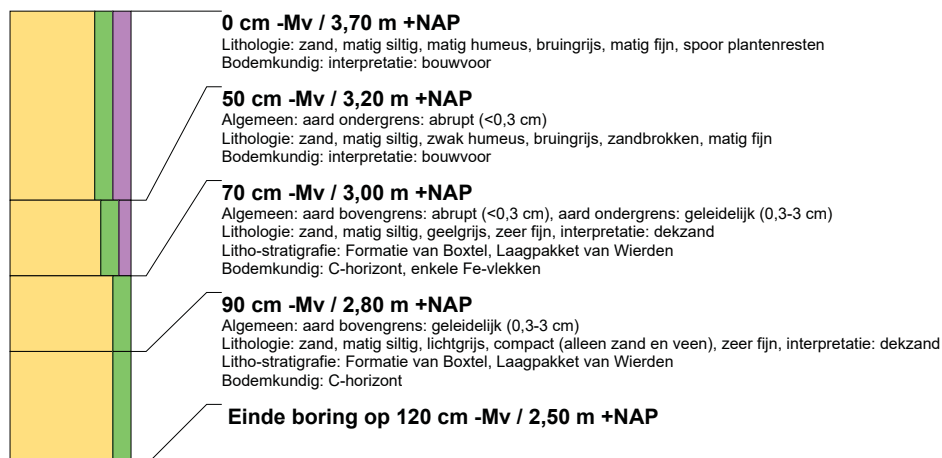 0 cm -Mv / 3,70 m +NAP
Lithologie: zand, matig siltig, matig humeus, bruingrijs, matig fijn, spoor plantenresten
Bodemkundig: interpretatie: bouwvoor
50 cm -Mv / 3,20 m +NAP
Algemeen: aard ondergrens: abrupt (<0,3 cm)
Lithologie: zand, matig siltig, zwak humeus, bruingrijs, zandbrokken, matig fijn
Bodemkundig: interpretatie: bouwvoor
70 cm -Mv / 3,00 m +NAP
Algemeen: aard bovengrens: abrupt (<0,3 cm), aard ondergrens: geleidelijk (0,3-3 cm)
Lithologie: zand, matig siltig, geelgrijs, zeer fijn, interpretatie: dekzand
Litho-stratigrafie: Formatie van Boxtel, Laagpakket van Wierden
Bodemkundig: C-horizont, enkele Fe-vlekken
90 cm -Mv / 2,80 m +NAP
Algemeen: aard bovengrens: geleidelijk (0,3-3 cm)
Lithologie: zand, matig siltig, lichtgrijs, compact (alleen zand en veen), zeer fijn, interpretatie: dekzand
Litho-stratigrafie: Formatie van Boxtel, Laagpakket van Wierden
Bodemkundig: C-horizont
Einde boring op 120 cm -Mv / 2,50 m +NAP